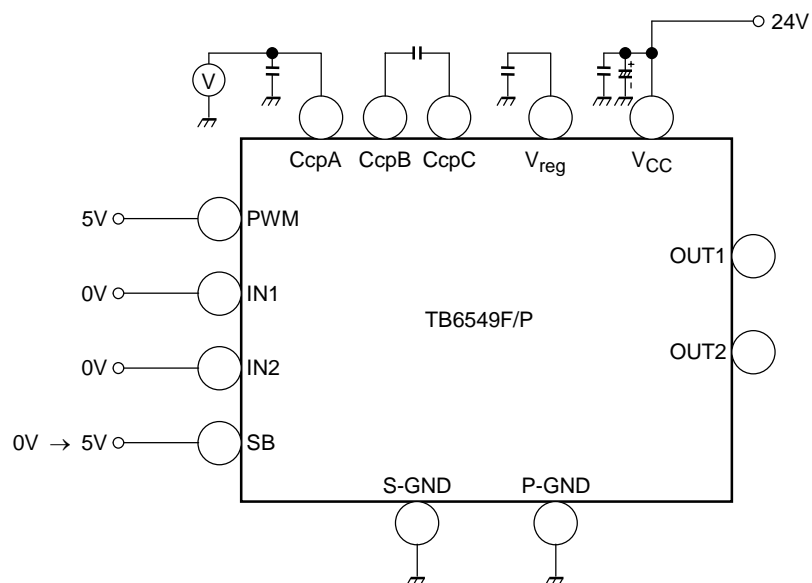 24V
V
+
−
CcpA CcpB CcpC Vreg VCC
5V PWM
OUT1
0V IN1
TB6549F/P
OUT2
0V IN2
0V → 5V SB
S-GND P-GND